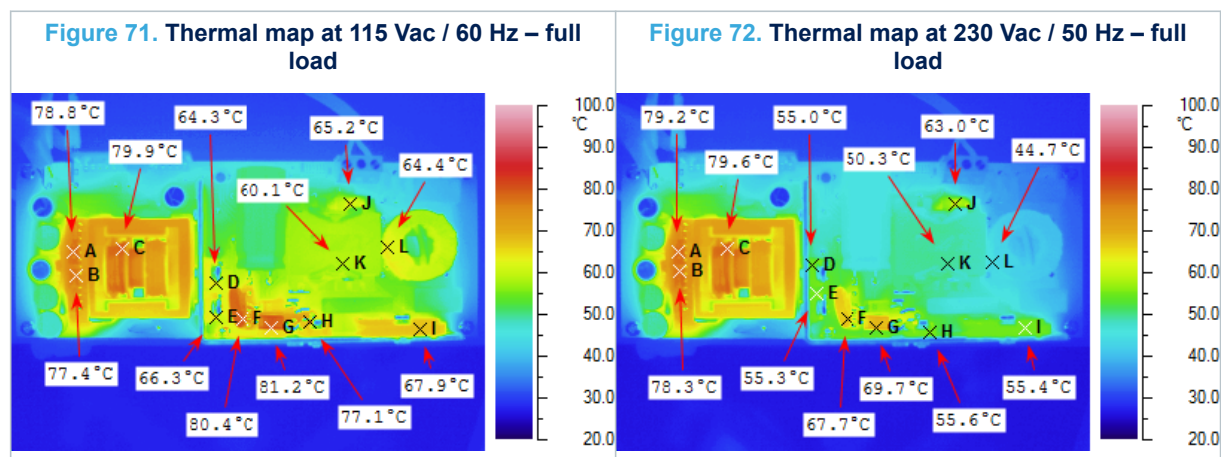 Figure 71. Thermal map at 115 Vac / 60 Hz – full
load
78.8°C
64.3°C
65.2°C
79.9°C
64.4°C
60.1°C
J
A
C
L
B
K
D
E
F
G
H
I
77.4°C
66.3°C
81.2°C
67.9°C
80.4°C
77.1°C
100.0
°C
90.0
80.0
70.0
60.0
50.0
40.0
30.0
20.0
Figure 72. Thermal map at 230 Vac / 50 Hz – full
load
79.2°C
55.0°C
63.0°C
79.6°C
50.3°C
44.7°C
J
A
C
B
D
K
L
E
F
G
H
I
78.3°C
55.3°C
69.7°C
55.4°C
67.7°C
55.6°C
100.0
°C
90.0
80.0
70.0
60.0
50.0
40.0
30.0
20.0